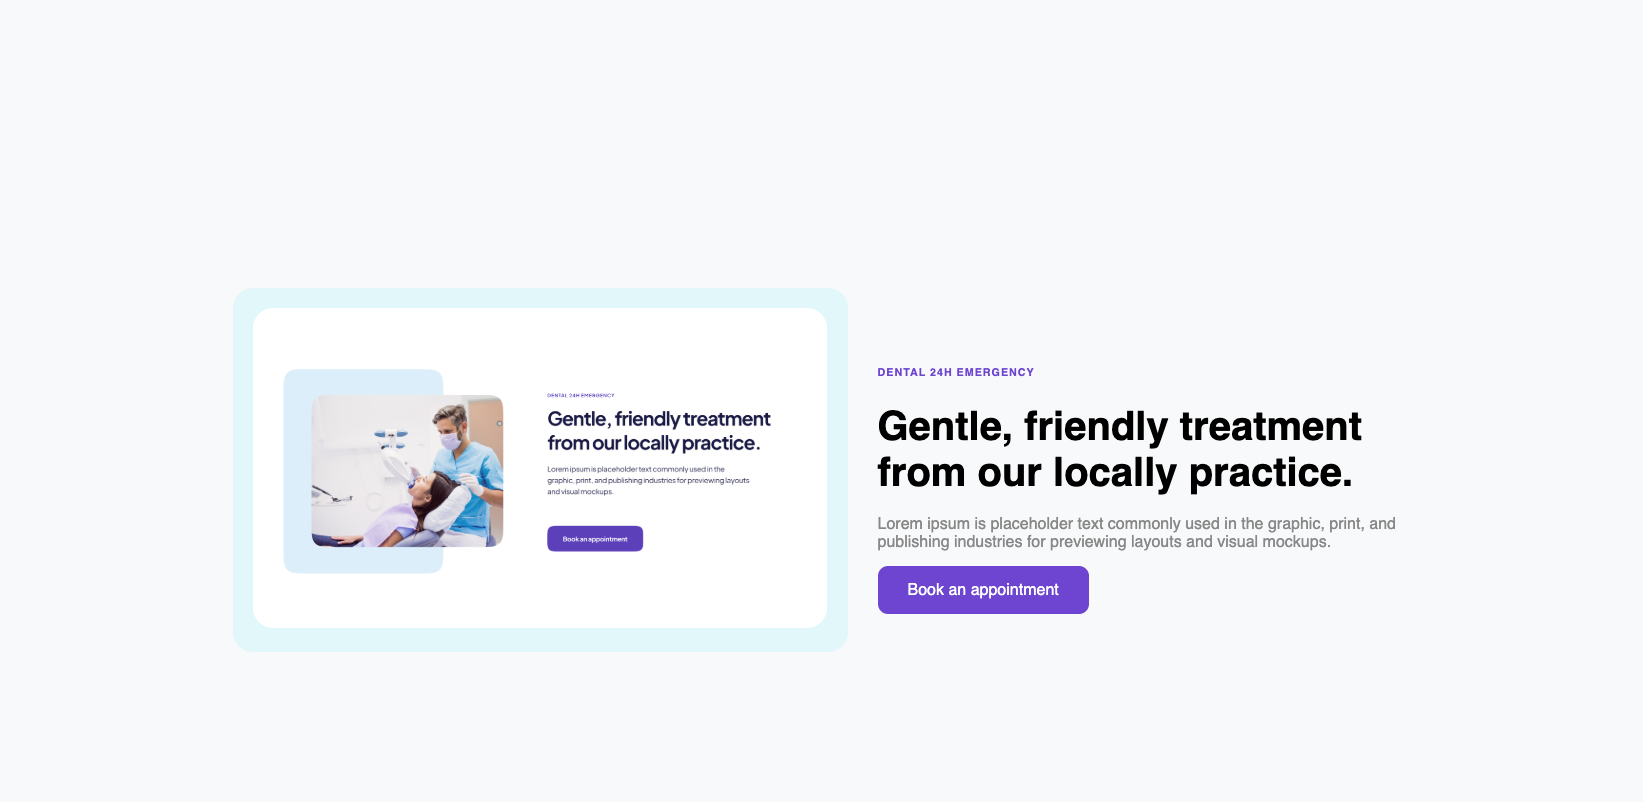 DENTAL 24H EMERGENCY
Gentle, friendly treatment
from our locally practice.
Lorem ipsum is placeholder text commonly used in the
graphic, print, and publishing industries for previewing layouts
and visual mockups.
Book an appointment
DENTAL 24H EMERGENCY
Gentle, friendly treatment
from our locally practice.
Lorem ipsum is placeholder text commonly used in the graphic, print, and
publishing industries for previewing layouts and visual mockups.
Book an appointment